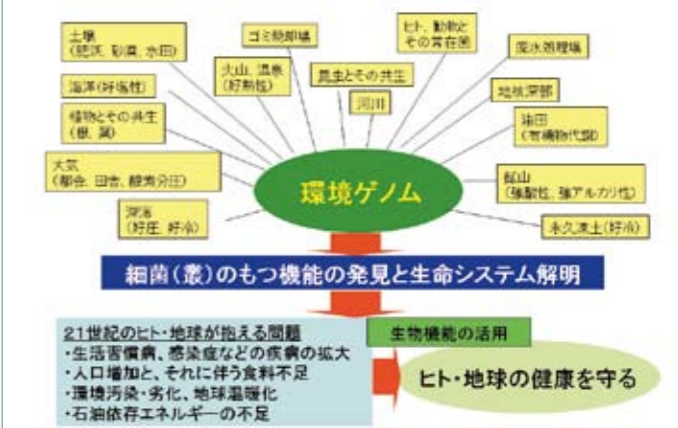 土壌
(肥沃、砂漠、水田)
ゴミ焼却場
ヒト、動物と
その常在菌
廃水処理場
火山、温泉
(好熱性)
昆虫とその共生
海洋(好塩性)
河川
地核深部
植物とその共生
(根、葉)
油田
(有機物代謝)
大気
(都会、田舎、酸素分圧)
環境ゲノム
鉱山
(強酸性、強アルカリ性)
深海
(好圧、好冷)
永久凍土(好冷)
細菌(叢)のもつ機能の発見と生命システム解明
21世紀のヒト・地球が抱える問題
・生活習慣病、感染症などの疾病の拡大
・人口増加と、それに伴う食料不足
・環境汚染・劣化、地球温暖化
・石油依存エネルギーの不足
生物機能の活用
ヒト・地球の健康を守る